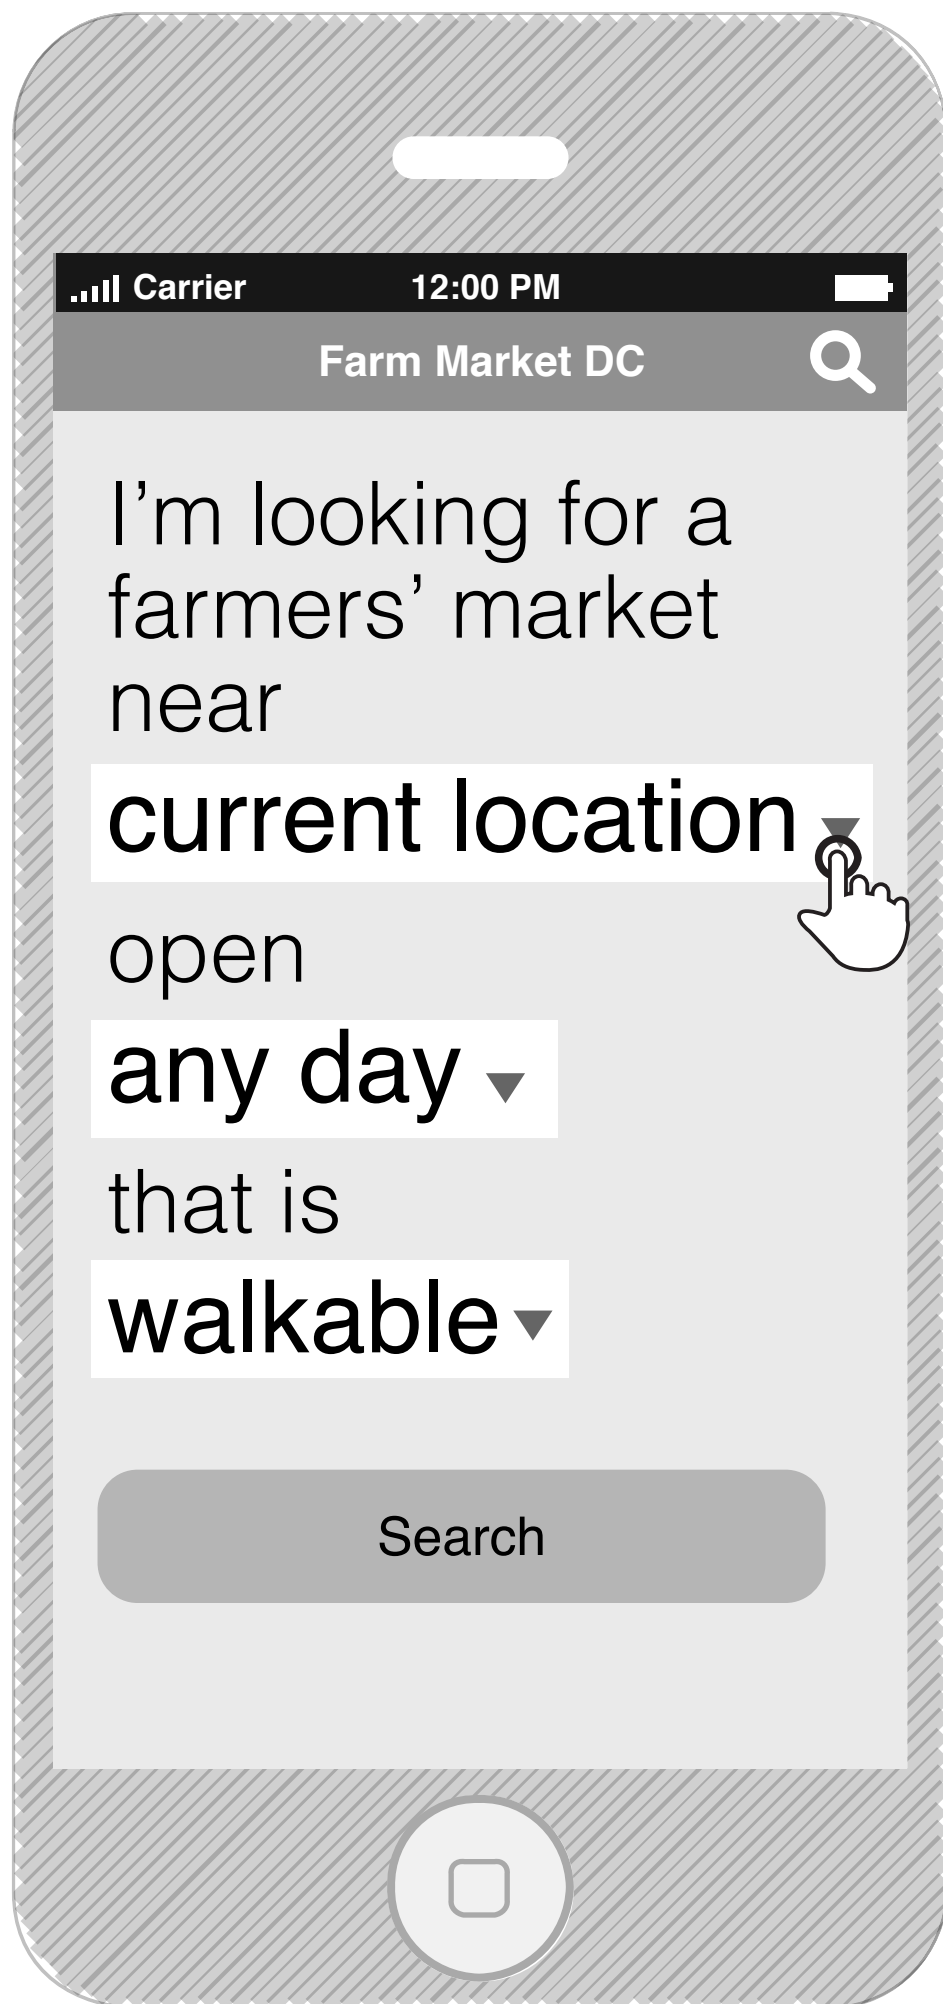 Carrier 12:00 PM
Farm Market DC
I’m looking for a
farmers’ market
near
current location
open
any day
that is
walkable
Search